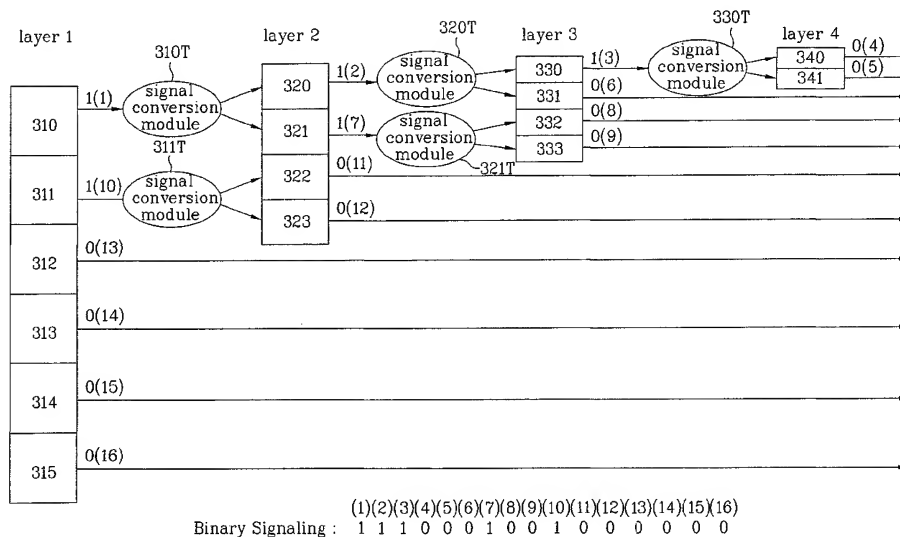 layer 1
310T
layer 2
320T
layer 3
330T
layer 4
310
1(1)
signal
conversion
module
320
1(2)
signal
conversion
module
330
1(3)
signal
conversion
module
340
0(4)
341
0(5)
331
0(6)
321
1(7)
signal
conversion
module
321T
332
0(8)
333
0(9)
311
1(10)
311T
signal
conversion
module
322
0(11)
323
0(12)
312
0(13)
313
0(14)
314
0(15)
315
0(16)
(1)(2)(3)(4)(5)(6)(7)(8)(9)(10)(11)(12)(13)(14)(15)(16)
Binary Signaling : 1 1 1 0 0 0 1 0 0 1 0 0 0 0 0 0